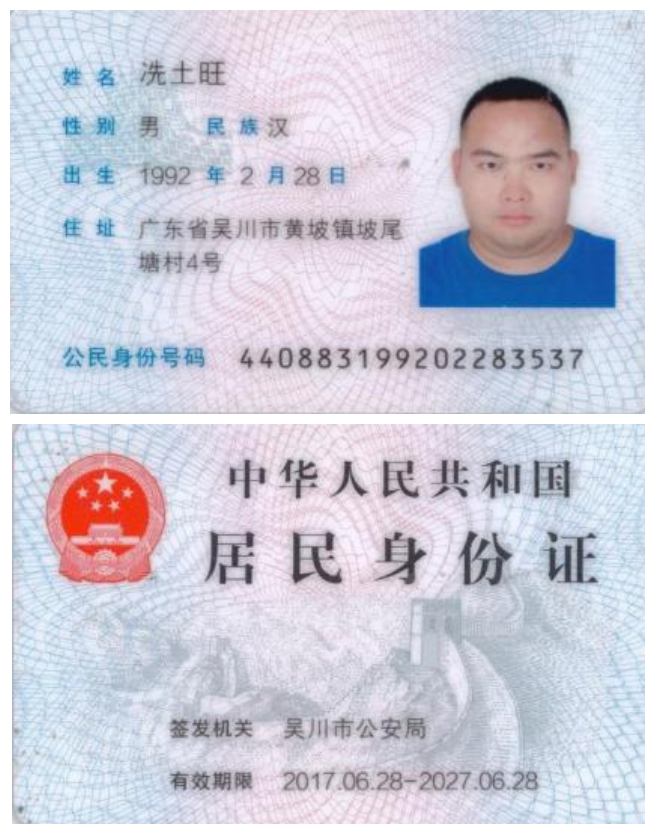 姓名 冼土旺
性别 男 民族 汉
出生 1992 年 2 月 28 日
住址 广东省吴川市黄坡镇坡尾
塘村4号
公民身份号码 440883199202283537
中华人民共和国
居民身份证
签发机关 吴川市公安局
有效期限 2017.06.28-2027.06.28